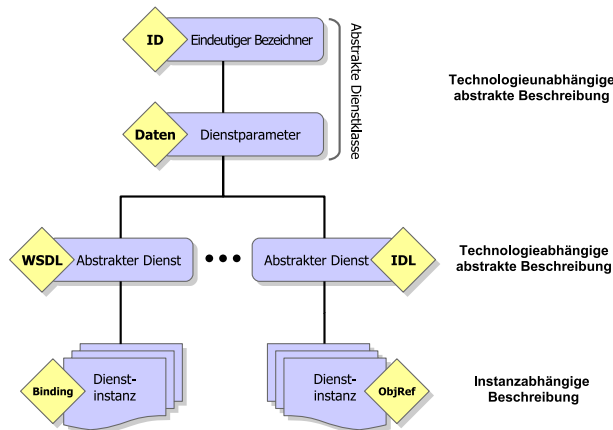 ID
Eindeutiger Bezeichner
Abstrakte Dienstklasse
Technologieunabhängige
abstrakte Beschreibung
Daten
Dienstparameter
WSDL
Abstrakter Dienst
Abstrakter Dienst
IDL
Technologieabhängige
abstrakte Beschreibung
Binding
Dienst-
instanz
Dienst-
instanz
ObjRef
Instanzabhängige
Beschreibung